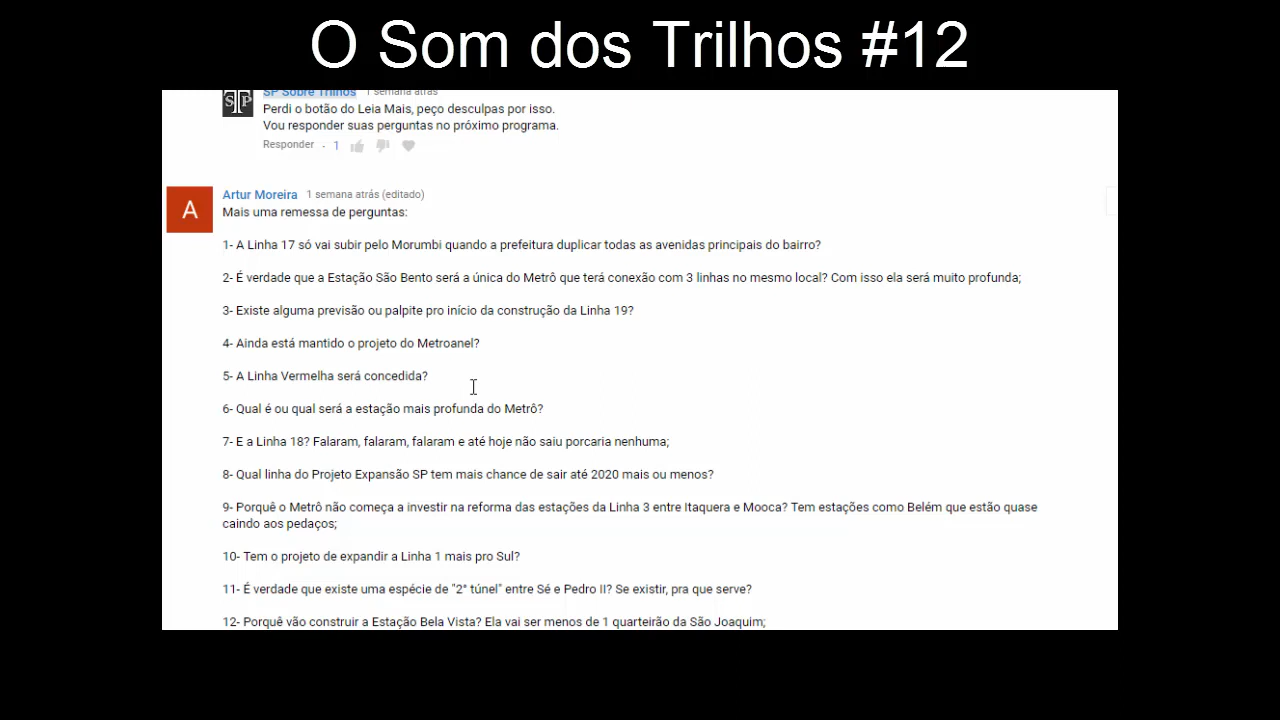 O Som dos Trilhos #12
SP Sobre Trilhos 1 semana atrás
STP
Perdi o botão do Leia Mais, peço desculpas por isso.
Vou responder suas perguntas no próximo programa.
Responder · 1
A
Artur Moreira 1 semana atrás (editado)
Mais uma remessa de perguntas:
1- A Linha 17 só vai subir pelo Morumbi quando a prefeitura duplicar todas as avenidas principais do bairro?
2- É verdade que a Estação São Bento será a única do Metrô que terá conexão com 3 linhas no mesmo local? Com isso ela será muito profunda;
3- Existe alguma previsão ou palpite pro início da construção da Linha 19?
4- Ainda está mantido o projeto do Metroanel?
5- A Linha Vermelha será concedida?
6- Qual é ou qual será a estação mais profunda do Metrô?
7- E a Linha 18? Falaram, falaram, falaram e até hoje não saiu porcaria nenhuma;
8- Qual linha do Projeto Expansão SP tem mais chance de sair até 2020 mais ou menos?
9- Porquê o Metrô não começa a investir na reforma das estações da Linha 3 entre Itaquera e Mooca? Tem estações como Belém que estão quase
caindo aos pedaços;
10- Tem o projeto de expandir a Linha 1 mais pro Sul?
11- É verdade que existe uma espécie de "2° túnel" entre Sé e Pedro II? Se existir, pra que serve?
12- Porquê vão construir a Estação Bela Vista? Ela vai ser menos de 1 quarteirão da São Joaquim;